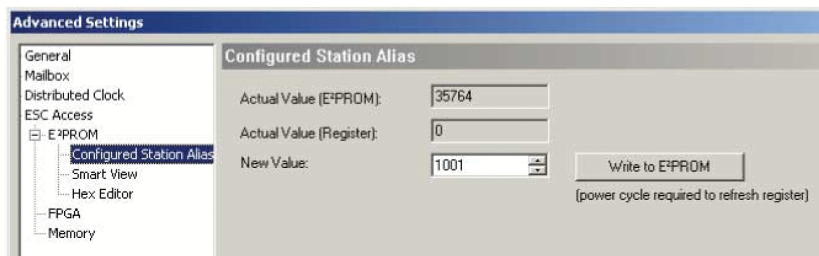 Advanced Settings
General
Mailbox
Distributed Clock
ESC Access
E²PROM
Configured Station Alias
Smart View
Hex Editor
FPGA
Memory
Configured Station Alias
Actual Value (E²PROM):
35764
Actual Value (Register):
0
New Value:
1001
Write to E²PROM
(power cycle required to refresh register)